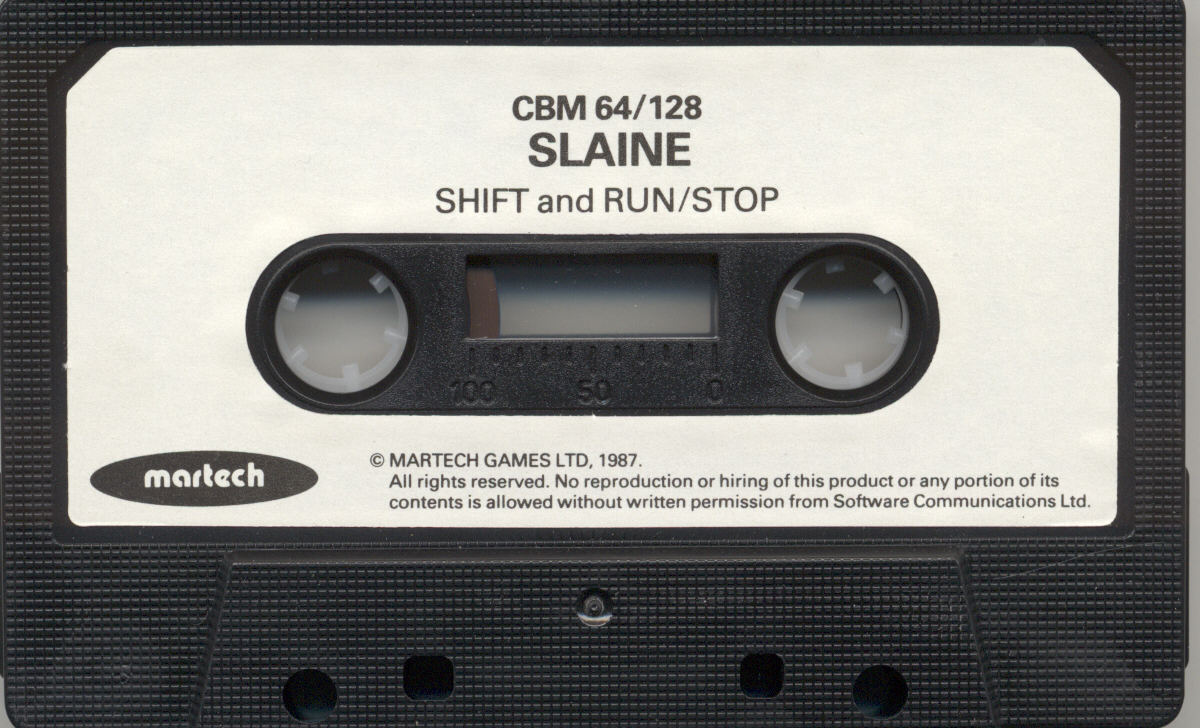 CBM 64/128
SLAINE
SHIFT and RUN/STOP
100 50 0
martech
© MARTECH GAMES LTD, 1987.
All rights reserved. No reproduction or hiring of this product or any portion of its
contents is allowed without written permission from Software Communications Ltd.